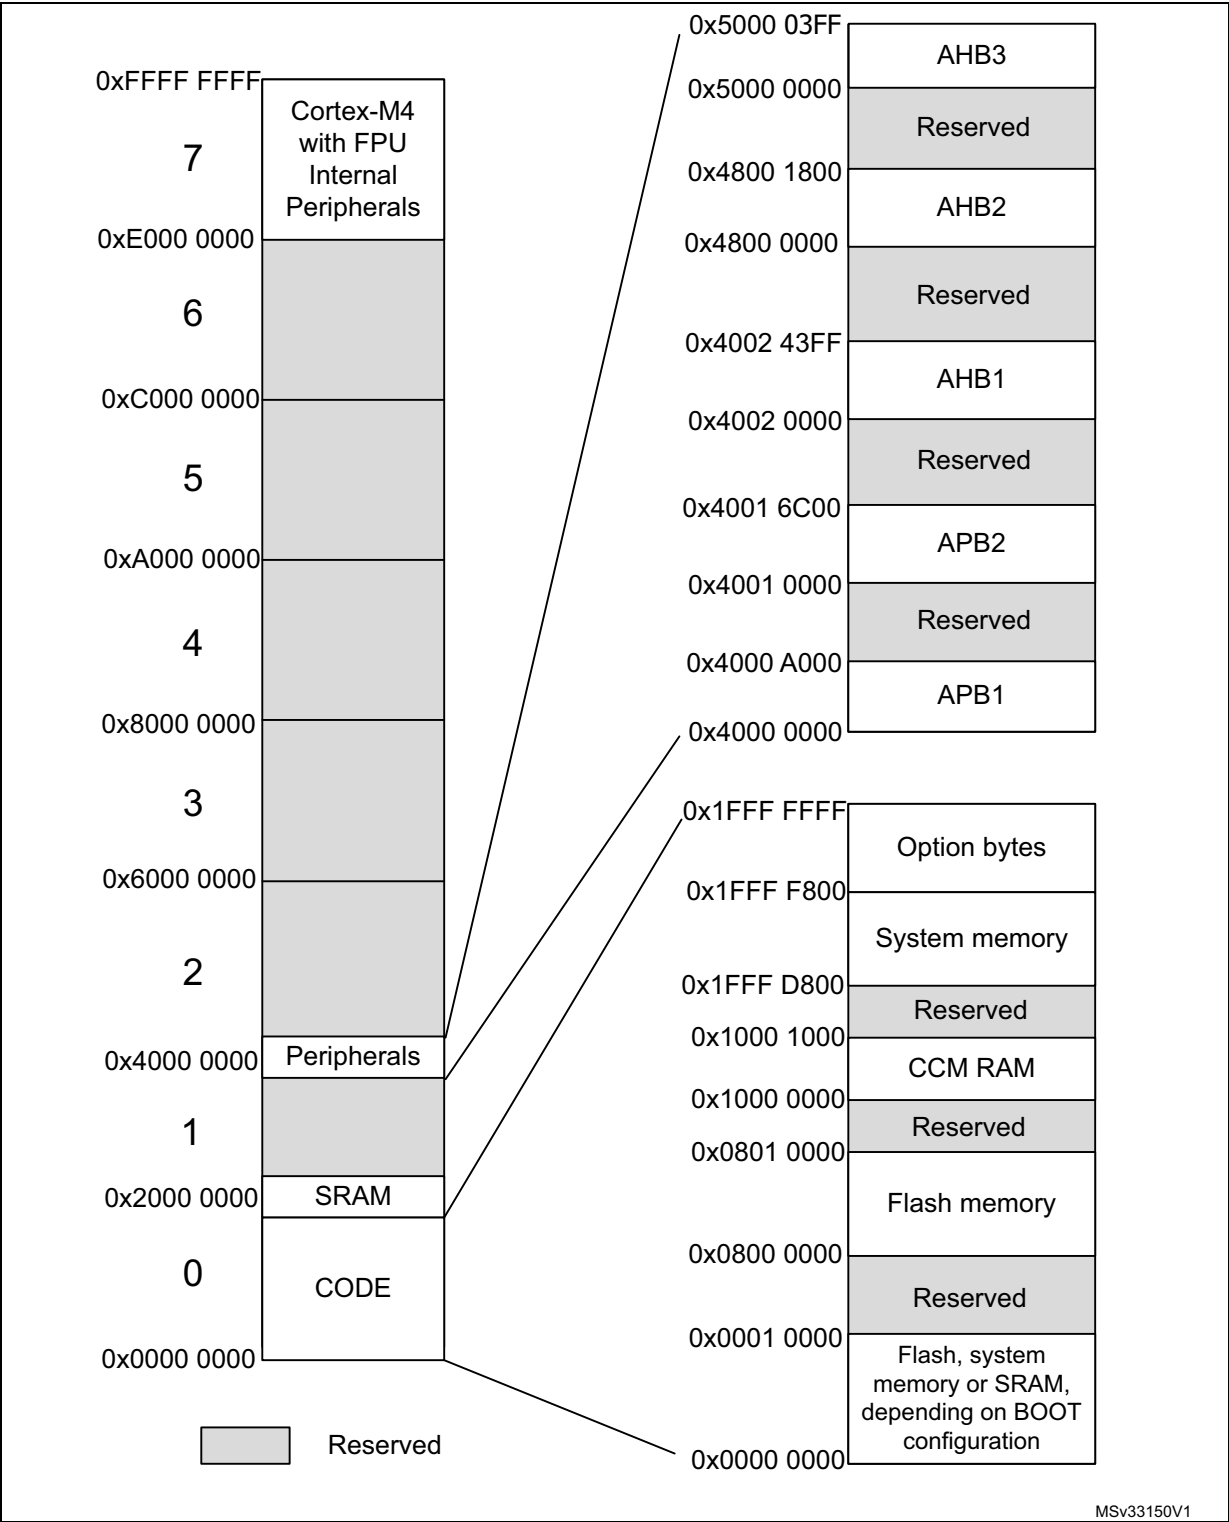 0xFFFF FFFF
Cortex-M4
with FPU
Internal
Peripherals
7
0xE000 0000
6
0xC000 0000
5
0xA000 0000
4
0x8000 0000
3
0x6000 0000
2
0x4000 0000
Peripherals
1
0x2000 0000
SRAM
0
CODE
0x0000 0000
Reserved
0x5000 03FF
AHB3
0x5000 0000
Reserved
0x4800 1800
AHB2
0x4800 0000
Reserved
0x4002 43FF
AHB1
0x4002 0000
Reserved
0x4001 6C00
APB2
0x4001 0000
Reserved
0x4000 A000
APB1
0x4000 0000
0x1FFF FFFF
Option bytes
0x1FFF F800
System memory
0x1FFF D800
Reserved
0x1000 1000
CCM RAM
0x1000 0000
Reserved
0x0801 0000
Flash memory
0x0800 0000
Reserved
0x0001 0000
Flash, system
memory or SRAM,
depending on BOOT
configuration
0x0000 0000
MSv33150V1